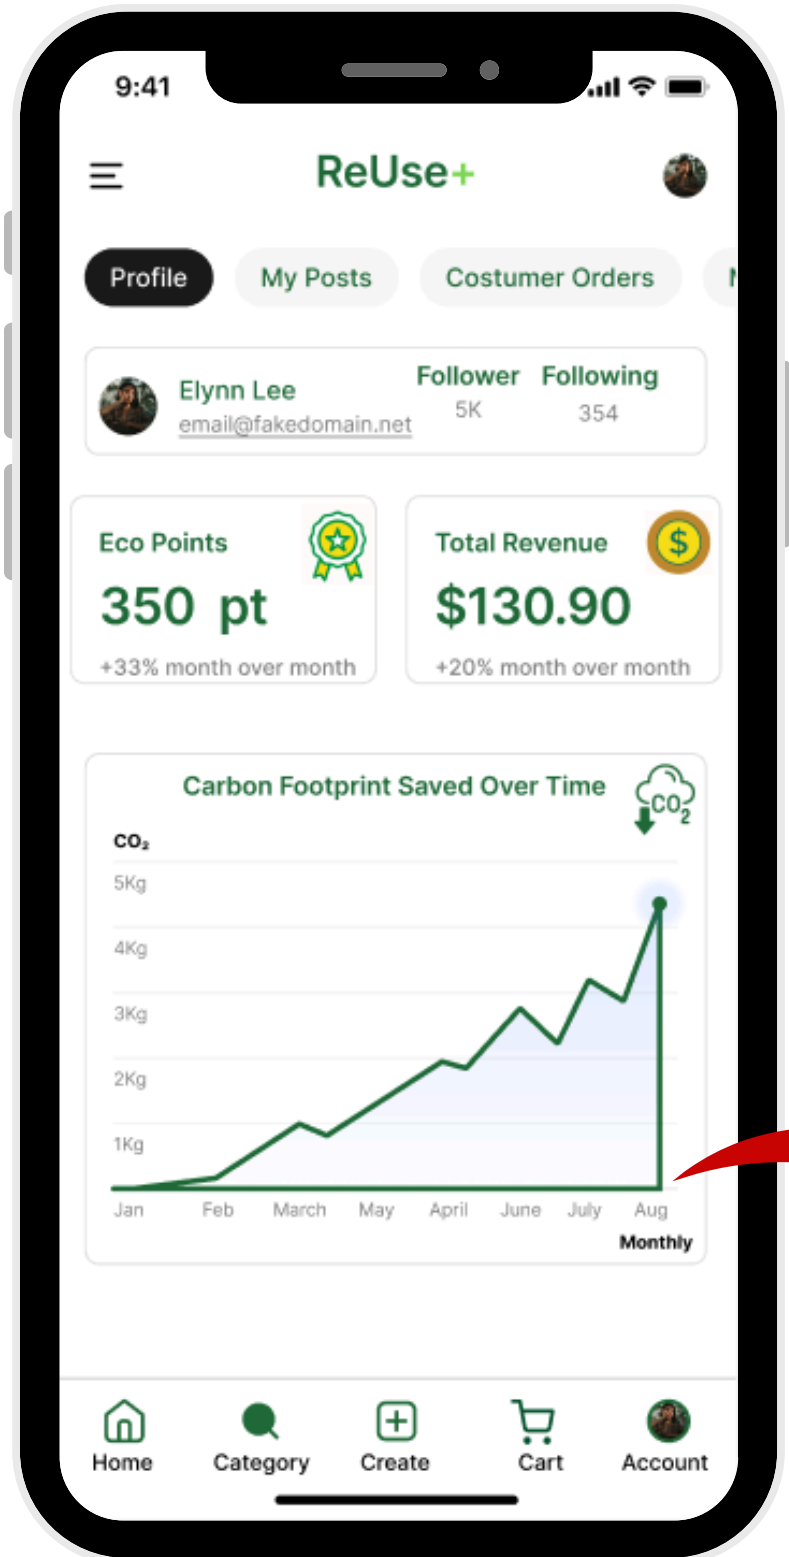 9:41
ReUse+
Profile My Posts Costumer Orders
Elynn Lee
email@fakedomain.net
Follower Following
5K 354
Eco Points
350 pt
+33% month over month
Total Revenue
$
$130.90
+20% month over month
Carbon Footprint Saved Over Time
CO₂
CO₂
5Kg
4Kg
3Kg
2Kg
1Kg
Jan Feb March May April June July Aug
Monthly
Home Category Create Cart Account